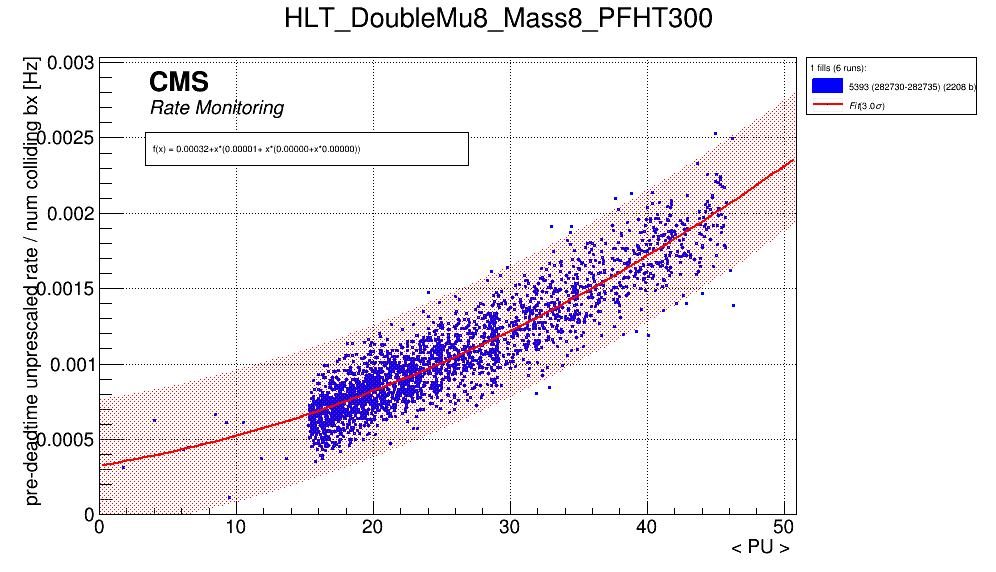 HLT_DoubleMu8_Mass8_PFHT300
pre-deadtime unprescaled rate / num colliding bx [Hz]
0.003
0.0025
0.002
0.0015
0.001
0.0005
0
CMS
Rate Monitoring
f(x) = 0.00032+x*(0.00001+ x*(0.00000+x*0.00000))
1 fills (6 runs):
5393 (282730-282735) (2208 b)
Fit(3.0σ)
0 10 20 30 40 50
< PU >